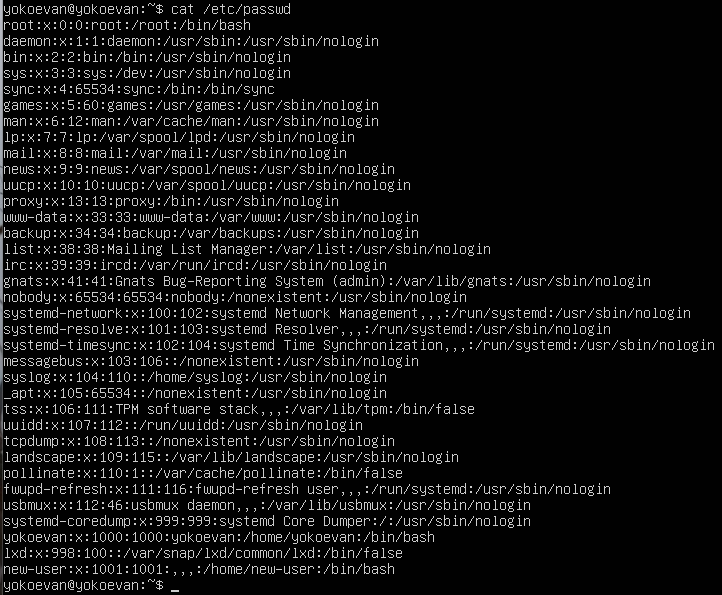 yokoevan@yokoevan:~$ cat /etc/passwd
root:x:0:0:root:/root:/bin/bash
daemon:x:1:1:daemon:/usr/sbin:/usr/sbin/nologin
bin:x:2:2:bin:/bin:/usr/sbin/nologin
sys:x:3:3:sys:/dev:/usr/sbin/nologin
sync:x:4:65534:sync:/bin:/bin/sync
games:x:5:60:games:/usr/games:/usr/sbin/nologin
man:x:6:12:man:/var/cache/man:/usr/sbin/nologin
lp:x:7:7:lp:/var/spool/lpd:/usr/sbin/nologin
mail:x:8:8:mail:/var/mail:/usr/sbin/nologin
news:x:9:9:news:/var/spool/news:/usr/sbin/nologin
uucp:x:10:10:uucp:/var/spool/uucp:/usr/sbin/nologin
proxy:x:13:13:proxy:/bin:/usr/sbin/nologin
www-data:x:33:33:www-data:/var/www:/usr/sbin/nologin
backup:x:34:34:backup:/var/backups:/usr/sbin/nologin
list:x:38:38:Mailing List Manager:/var/list:/usr/sbin/nologin
irc:x:39:39:ircd:/var/run/ircd:/usr/sbin/nologin
gnats:x:41:41:Gnats Bug-Reporting System (admin):/var/lib/gnats:/usr/sbin/nologin
nobody:x:65534:65534:nobody:/nonexistent:/usr/sbin/nologin
systemd-network:x:100:102:systemd Network Management,,,:/run/systemd:/usr/sbin/nologin
systemd-resolve:x:101:103:systemd Resolver,,,:/run/systemd:/usr/sbin/nologin
systemd-timesync:x:102:104:systemd Time Synchronization,,,:/run/systemd:/usr/sbin/nologin
messagebus:x:103:106::/nonexistent:/usr/sbin/nologin
syslog:x:104:110::/home/syslog:/usr/sbin/nologin
_apt:x:105:65534::/nonexistent:/usr/sbin/nologin
tss:x:106:111:TPM software stack,,,:/var/lib/tpm:/bin/false
uuidd:x:107:112::/run/uuidd:/usr/sbin/nologin
tcpdump:x:108:113::/nonexistent:/usr/sbin/nologin
landscape:x:109:115::/var/lib/landscape:/usr/sbin/nologin
pollinate:x:110:1::/var/cache/pollinate:/bin/false
fwupd-refresh:x:111:116:fwupd-refresh user,,,:/run/systemd:/usr/sbin/nologin
usbmux:x:112:46:usbmux daemon,,,:/var/lib/usbmux:/usr/sbin/nologin
systemd-coredump:x:999:999:systemd Core Dumper:/:/usr/sbin/nologin
yokoevan:x:1000:1000:yokoevan:/home/yokoevan:/bin/bash
lxd:x:998:100::/var/snap/lxd/common/lxd:/bin/false
new-user:x:1001:1001:,,,:/home/new-user:/bin/bash
yokoevan@yokoevan:~$ _